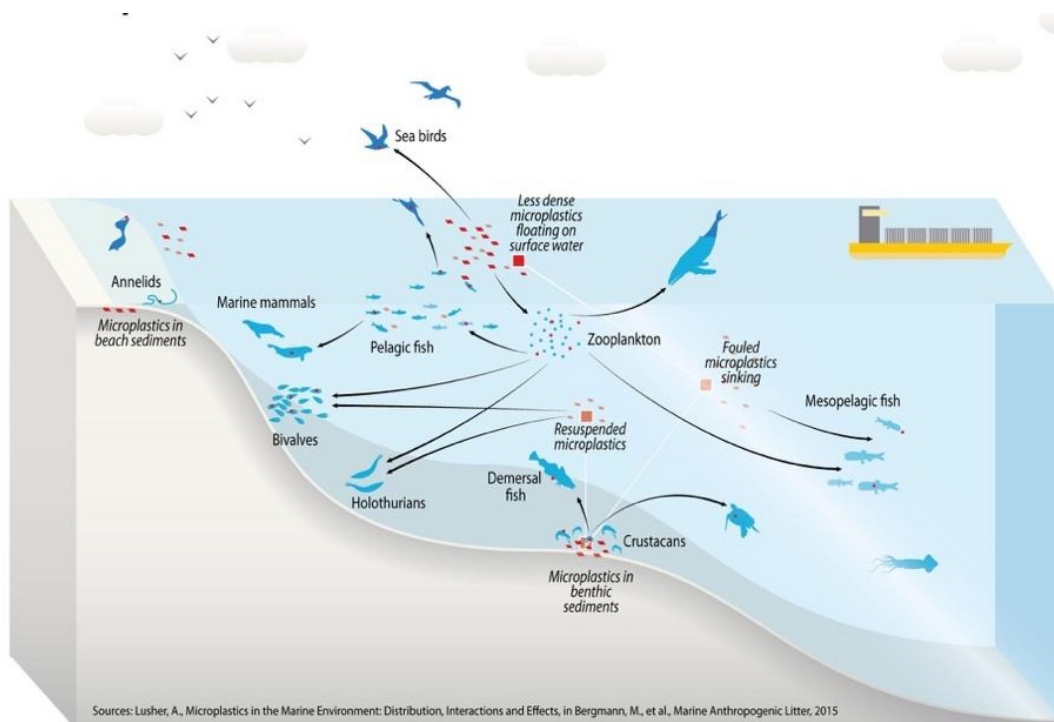 Sea birds
Less dense
microplastics
floating on
surface water
Annelids
Microplastics in
beach sediments
Marine mammals
Pelagic fish
Zooplankton
Fouled
microplastics
sinking
Mesopelagic fish
Bivalves
Resuspended
microplastics
Holothurians
Demersal
fish
Crustacans
Microplastics in
benthic
sediments
Sources: Lusher, A., Microplastics in the Marine Environment: Distribution, Interactions and Effects, in Bergmann, M., et al., Marine Anthropogenic Litter, 2015